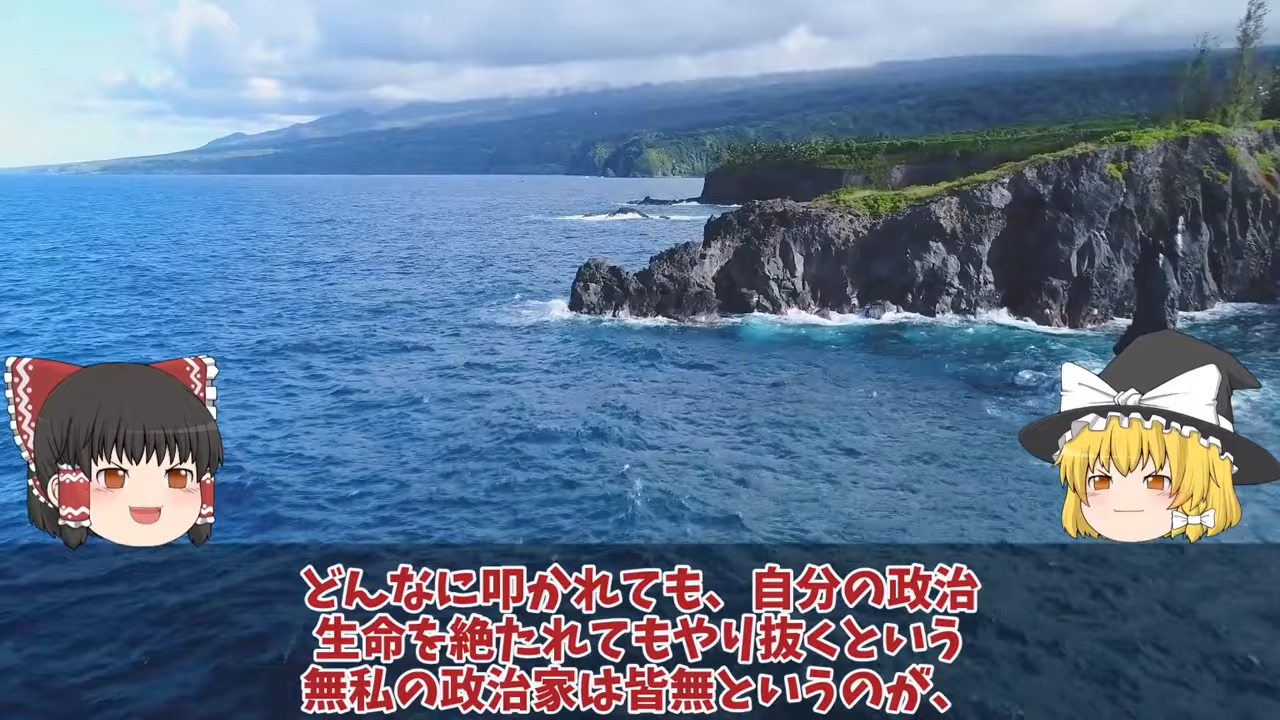 どんなに叩かれても、自分の政治
生命を絶たれてもやり抜くという
無私の政治家は皆無というのが、